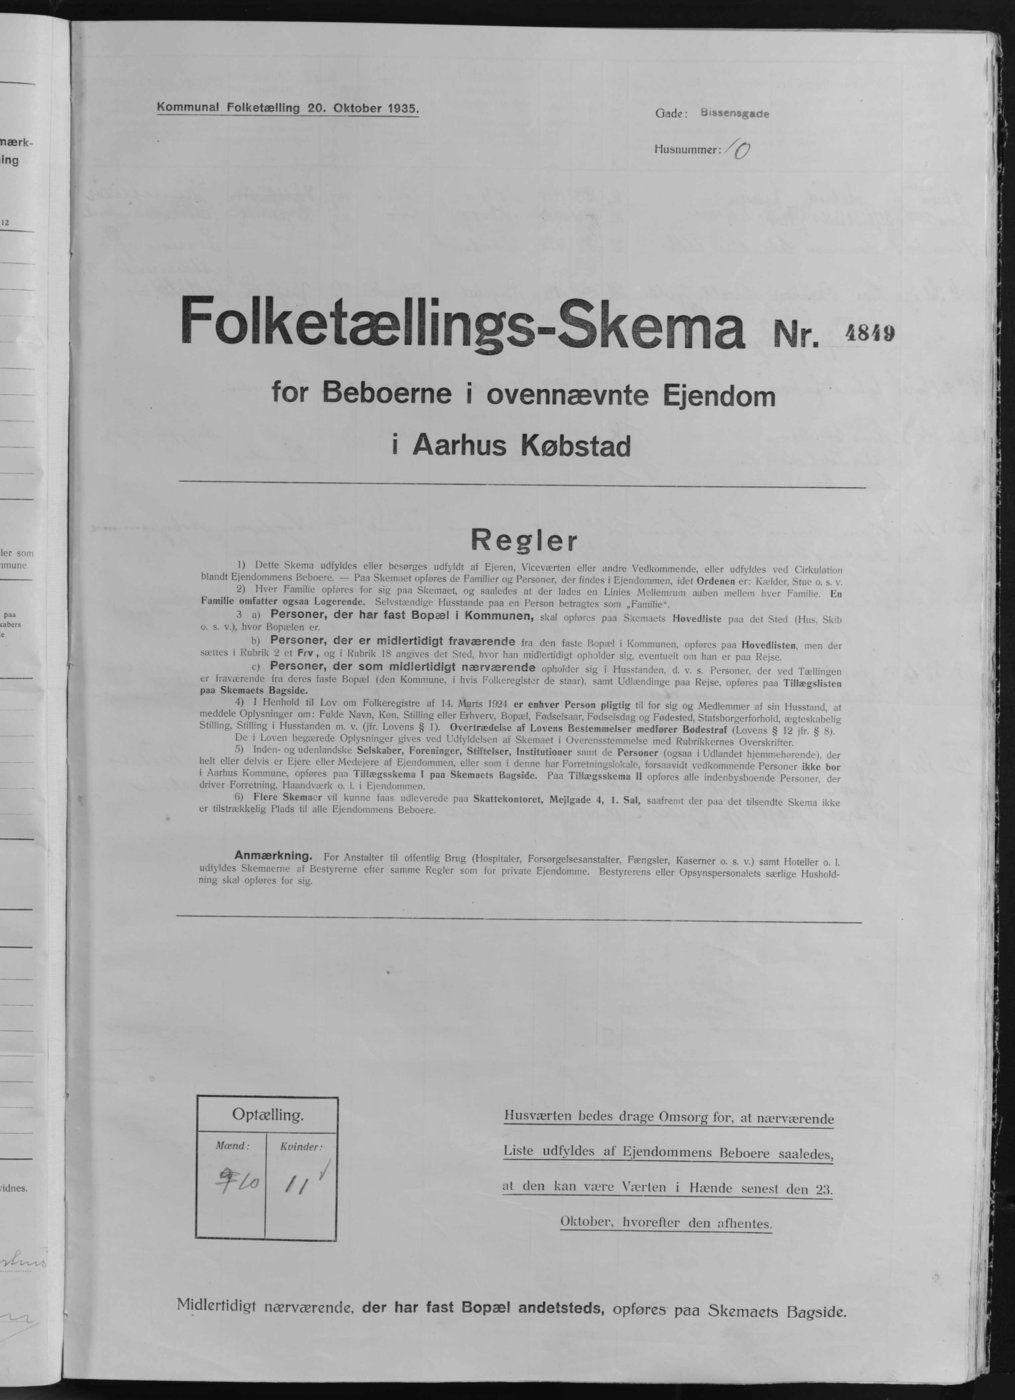 Kommunal Folketælling 20. Oktober 1935.
Gade: Bissensgade
Husnummer: 10
Folketællings-Skema Nr. 4849
for Beboerne i ovennævnte Ejendom
i Aarhus Købstad
Regler
1) Dette Skema udfyldes eller besørges udfyldt af Ejeren, Viceværten eller andre Vedkommende, eller udfyldes ved Cirkulation
blandt Ejendommens Beboere. — Paa Skemaet opføres de Familier og Personer, der findes i Ejendommen, idet Ordenen er: Kælder, Stue o. s. v.
2) Hver Familie opføres for sig paa Skemaet, og saaledes at der lades en Linies Mellemrum aaben mellem hver Familie. En
Familie omfatter ogsaa Logerende. Selvstændige Husstande paa en Person betragtes som „Familie“.
3 a) Personer, der har fast Bopæl i Kommunen, skal opføres paa Skemaets Hovedliste paa det Sted (Hus, Skib
o. s. v.), hvor Bopælen er.
b) Personer, der er midlertidigt fraværende fra den faste Bopæl i Kommunen, opføres paa Hovedlisten, men der
sættes i Rubrik 2 et Frv., og i Rubrik 18 angives det Sted, hvor han midlertidigt opholder sig, eventuelt om han er paa Rejse.
c) Personer, der som midlertidigt nærværende opholder sig i Husstanden, d. v. s. Personer, der ved Tællingen
er fraværende fra deres faste Bopæl (den Kommune, i hvis Folkeregister de staar), samt Udlændinge paa Rejse, opføres paa Tillægslisten
paa Skemaets Bagside.
4) I Henhold til Lov om Folkeregistre af 14. Marts 1924 er enhver Person pligtig til for sig og Medlemmer af sin Husstand, at
meddele Oplysninger om: Fulde Navn, Køn, Stilling eller Erhverv, Bopæl, Fødselsaar, Fødselsdag og Fødested, Statsborgerforhold, ægteskabelig
Stilling, Stilling i Husstanden m. v. (jfr. Lovens § 1). Overtrædelse af Lovens Bestemmelser medfører Bødestraf (Lovens § 12 jfr. § 8).
De i Loven begærede Oplysninger gives ved Udfyldelsen af Skemaet i Overensstemmelse med Rubrikkernes Overskrifter.
5) Inden- og udenlandske Selskaber, Foreninger, Stiftelser, Institutioner samt de Personer (ogsaa i Udlandet hjemmehørende), der
helt eller delvis er Ejere eller Medejere af Ejendommen, eller som i denne har Forretningslokale, forsaavidt vedkommende Personer ikke bor
i Aarhus Kommune, opføres paa Tillægsskema I paa Skemaets Bagside. Paa Tillægsskema II opføres alle indenbysboende Personer, der
driver Forretning, Haandværk o. l. i Ejendommen.
6) Flere Skemaer vil kunne faas udleverede paa Skattekontoret, Mejlgade 4, 1. Sal, saafremt der paa det tilsendte Skema ikke
er tilstrækkelig Plads til alle Ejendommens Beboere.
Anmærkning. For Anstalter til offentlig Brug (Hospitaler, Forsørgelsesanstalter, Fængsler, Kaserner o. s. v.) samt Hoteller o. l.
udfyldes Skemaerne af Bestyrerne efter samme Regler som for private Ejendomme. Bestyrerens eller Opsynspersonalets særlige Hushold-
ning skal opføres for sig.
Optælling.
Mænd: Kvinder:
10 11
Husværten bedes drage Omsorg for, at nærværende
Liste udfyldes af Ejendommens Beboere saaledes,
at den kan være Værten i Hænde senest den 23.
Oktober, hvorefter den afhentes.
Midlertidigt nærværende, der har fast Bopæl andetsteds, opføres paa Skemaets Bagside.